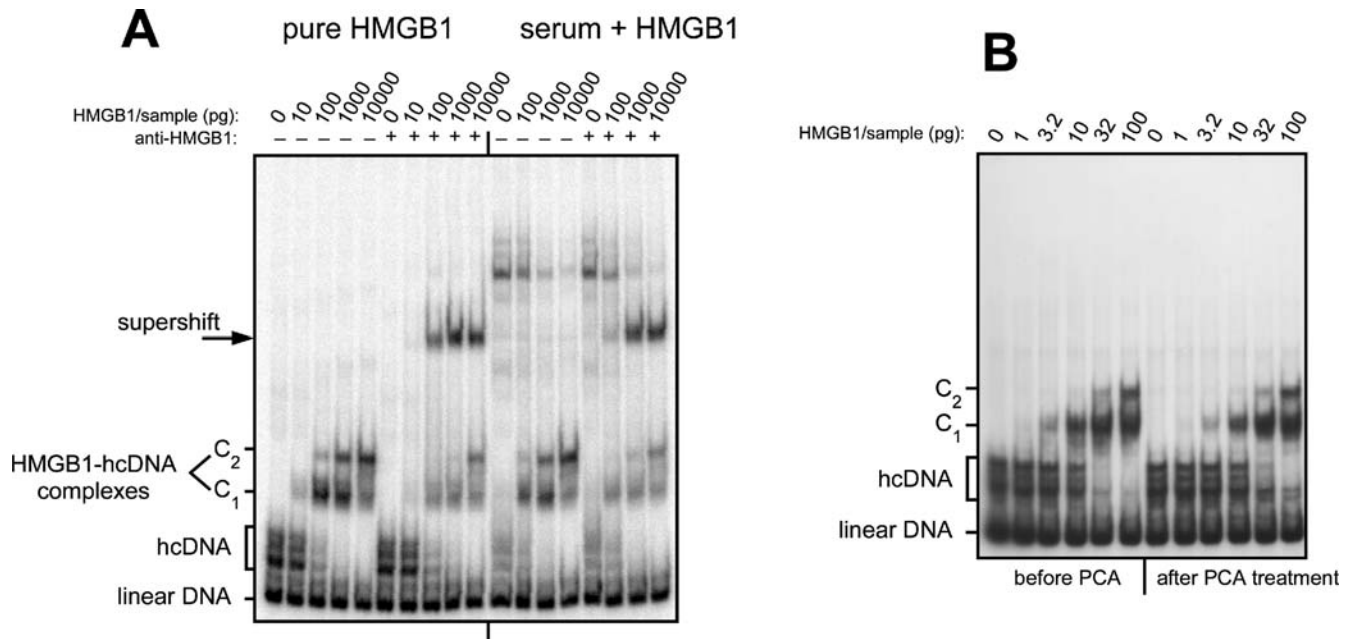 A
pure HMGB1 serum + HMGB1
HMGB1/sample (pg): 0 10 100 1000 10000 0 10 100 1000 10000 0 100 1000 10000 0 100 1000 10000
anti-HMGB1: – – – – – + + + + + – – – – + + + +
supershift
C2
HMGB1-hcDNA
complexes
C1
hcDNA
linear DNA
B
HMGB1/sample (pg): 0 1 3.2 10 32 100 0 1 3.2 10 32 100
C2
C1
hcDNA
linear DNA
before PCA after PCA treatment